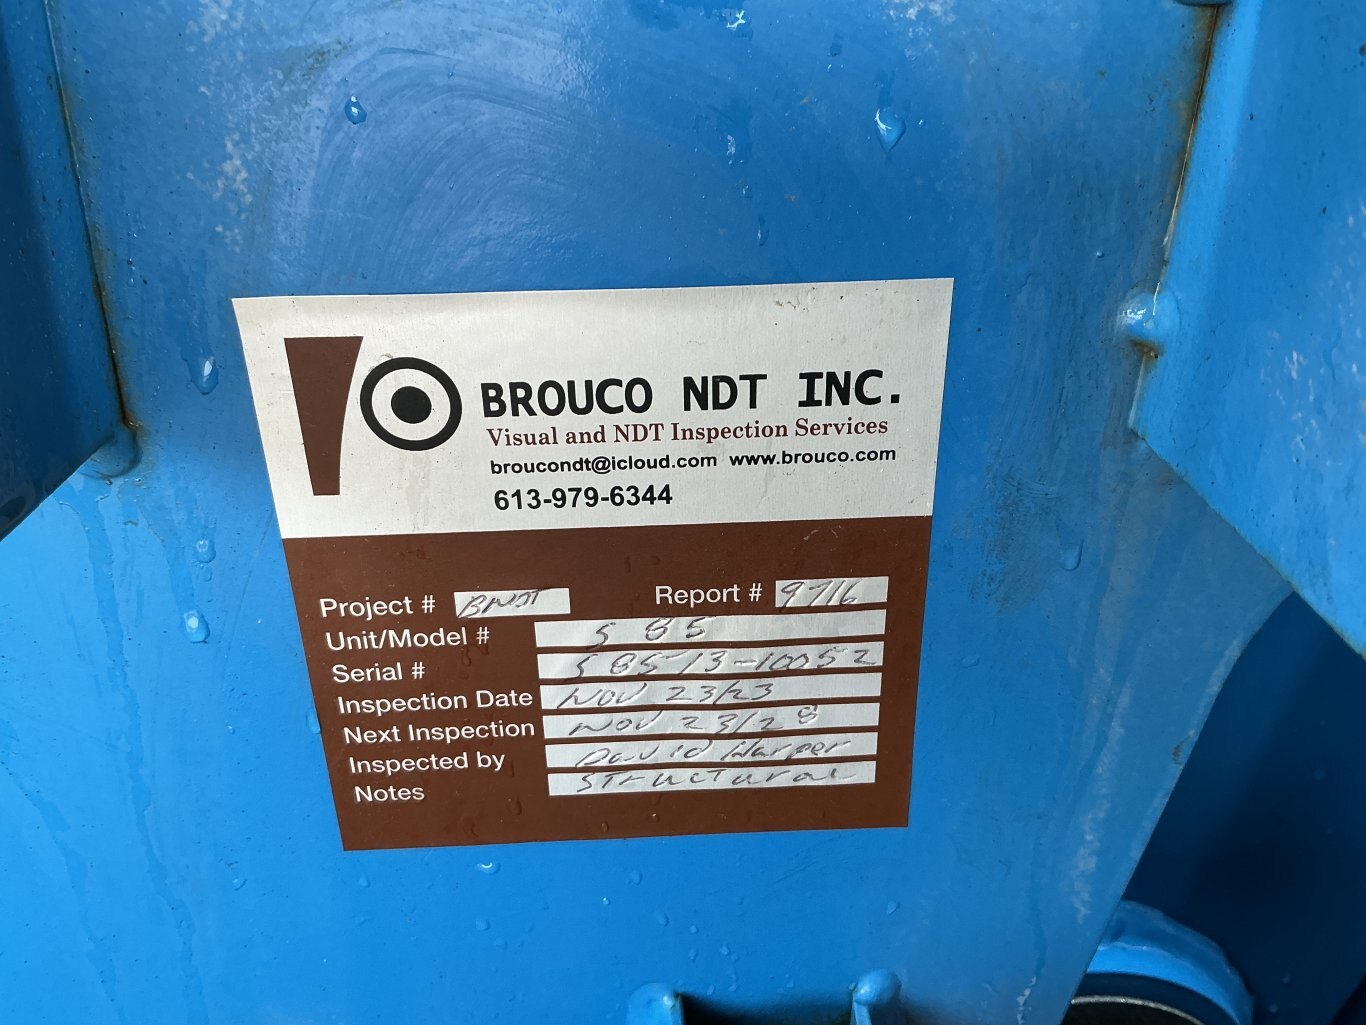 BROUCO NDT INC.
Visual and NDT Inspection Services
broucondt@icloud.com www.brouco.com
613-979-6344
Project # BNDT Report # 9716
Unit/Model # S 85
Serial # S8513-10052
Inspection Date NOV 23/23
Next Inspection NOV 23/28
Inspected by David Harper
Notes STructural